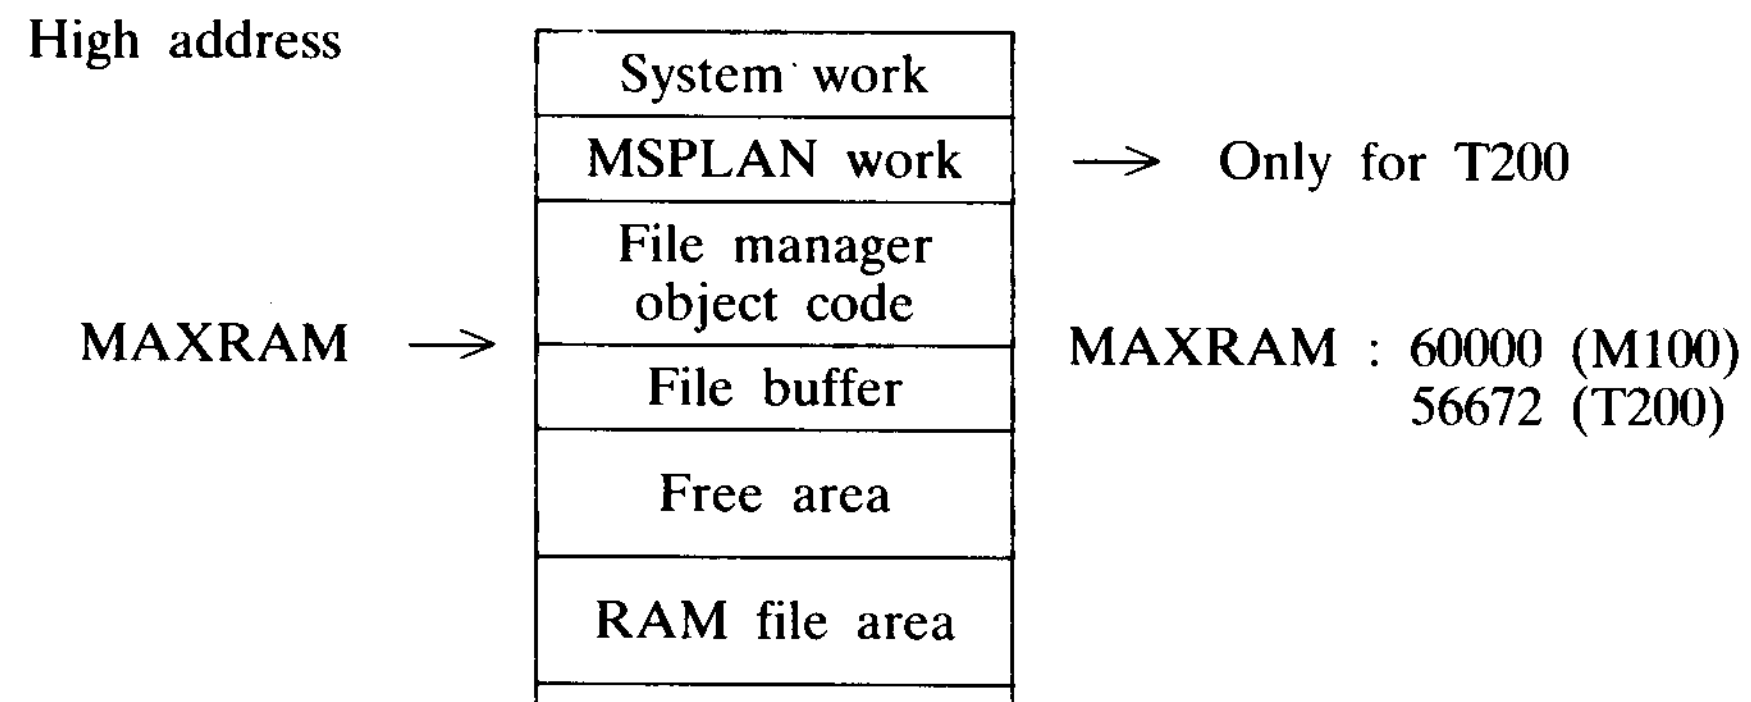 High address
System work
MSPLAN work → Only for T200
File manager
object code
MAXRAM → MAXRAM : 60000 (M100)
File buffer
56672 (T200)
Free area
RAM file area